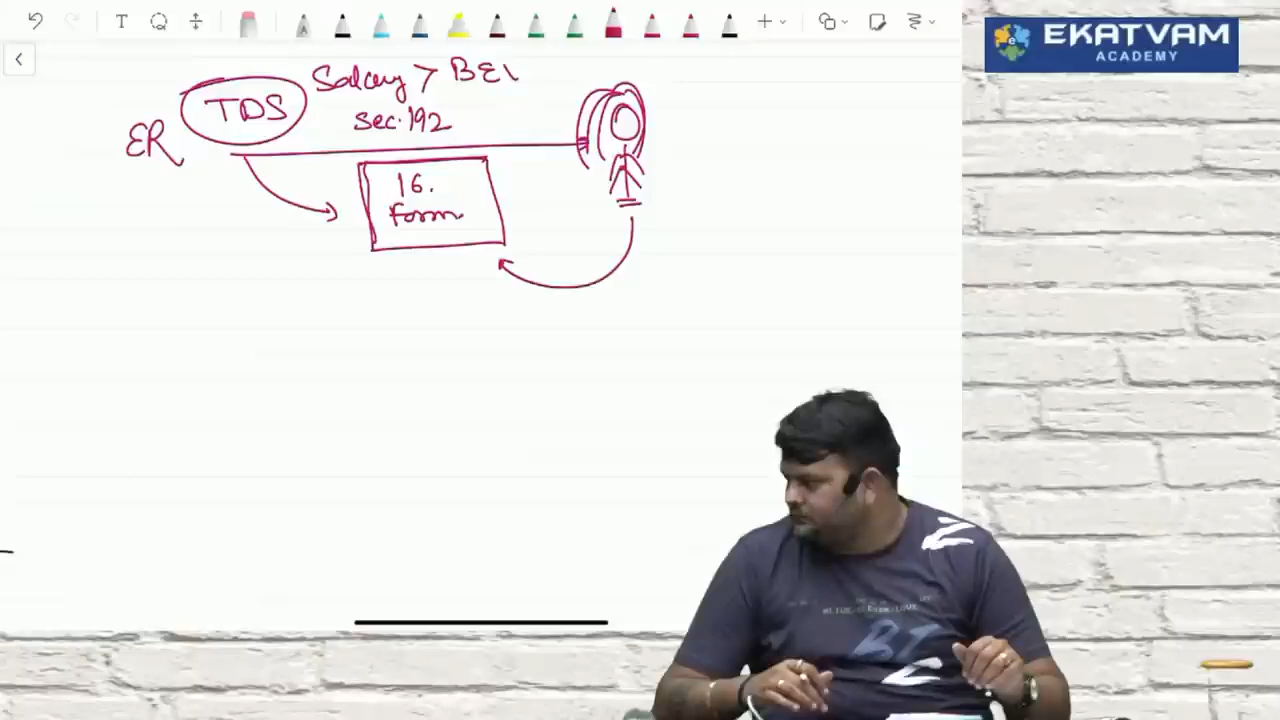 EKATVAM
ACADEMY
Salary > BEL
TDS
Sec. 192
ER
16.
Form